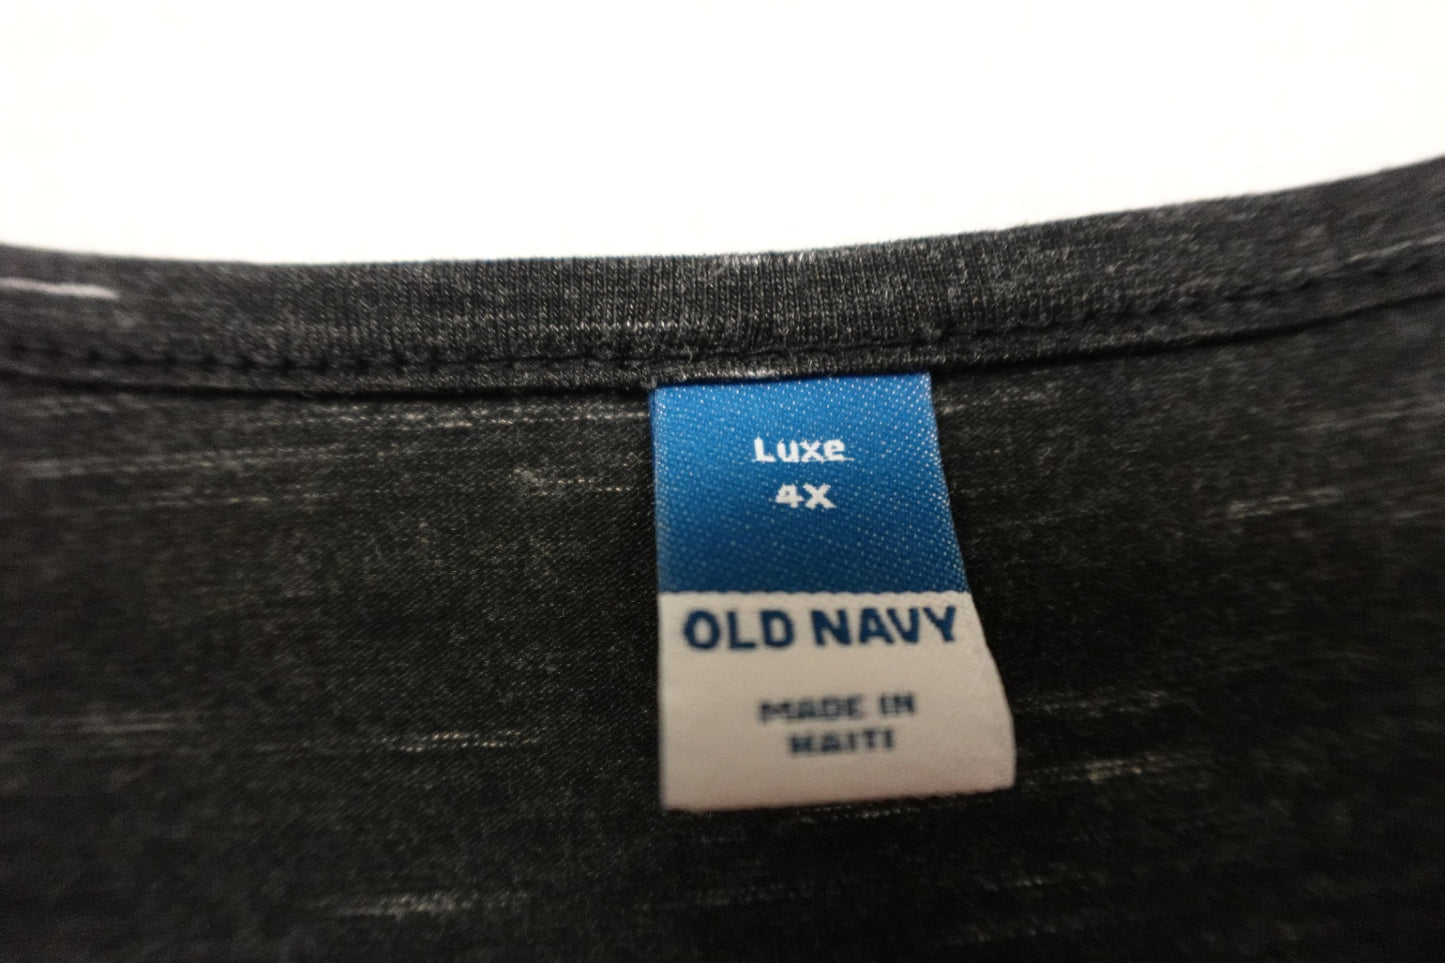 Luxe
4X
OLD NAVY
MADE IN
HAITI